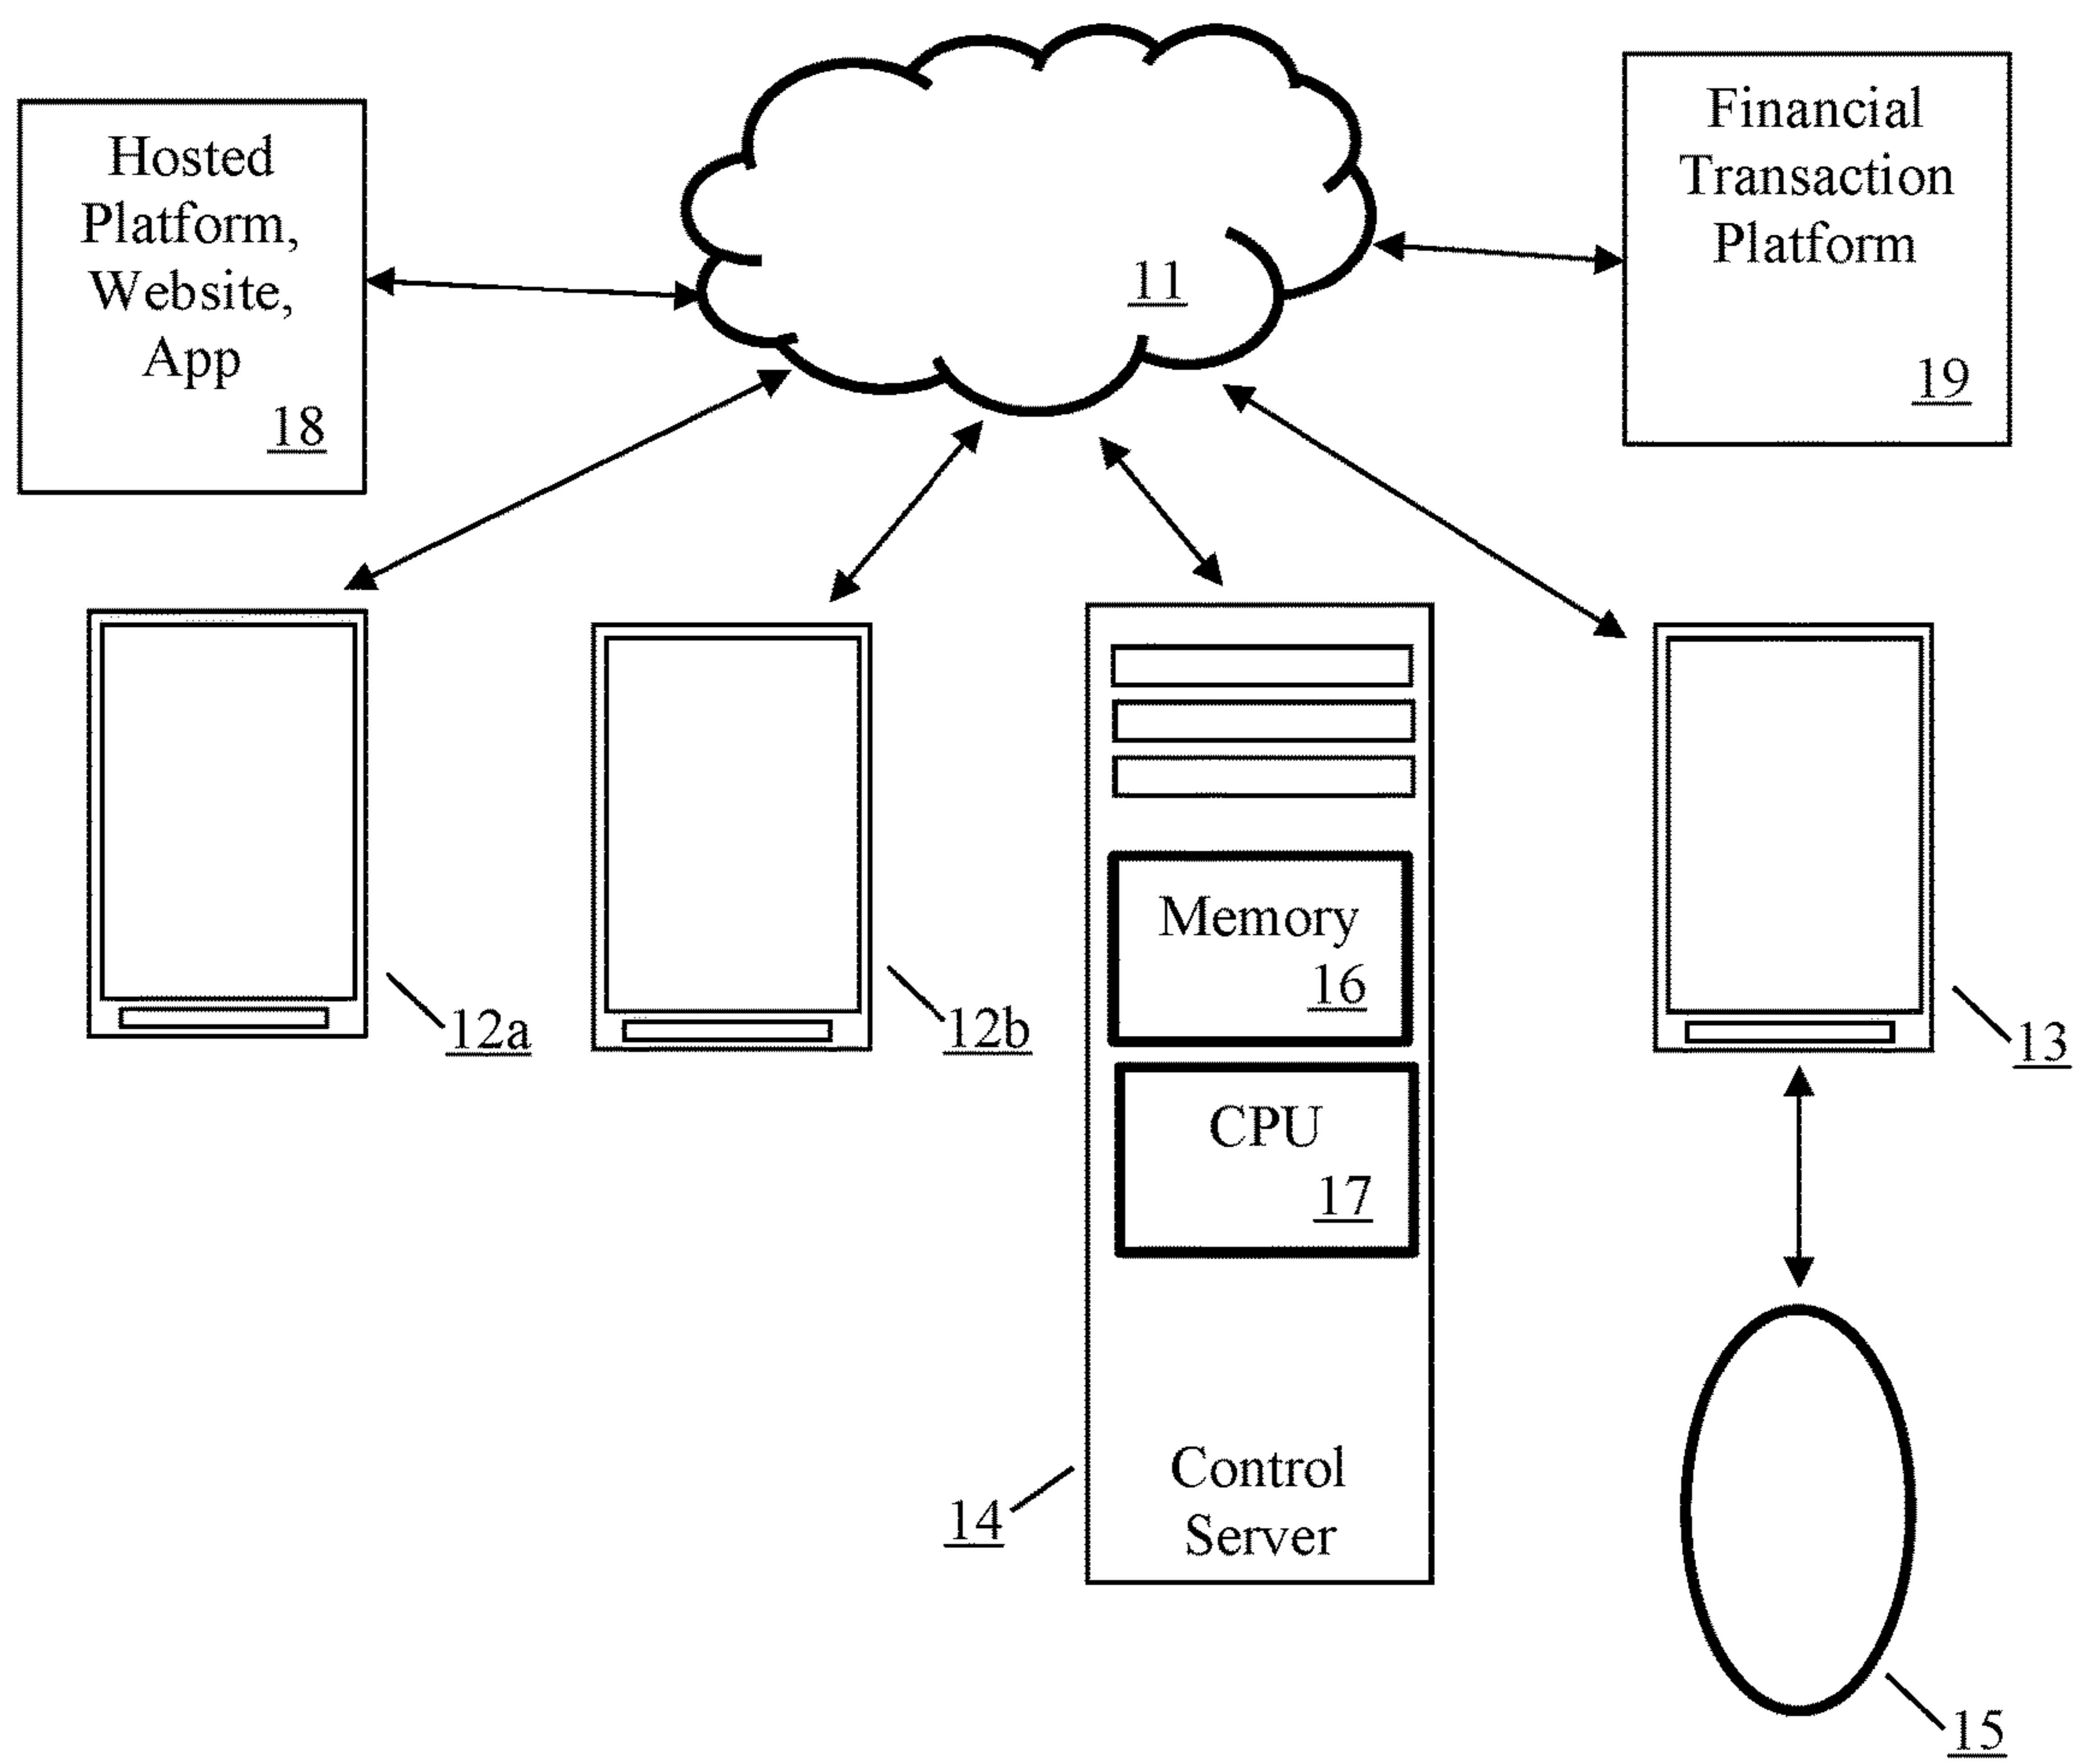 Hosted
Platform,
Website,
App
18
11
Financial
Transaction
Platform
19
12a
12b
Memory
16
CPU
17
Control
Server
14
13
15